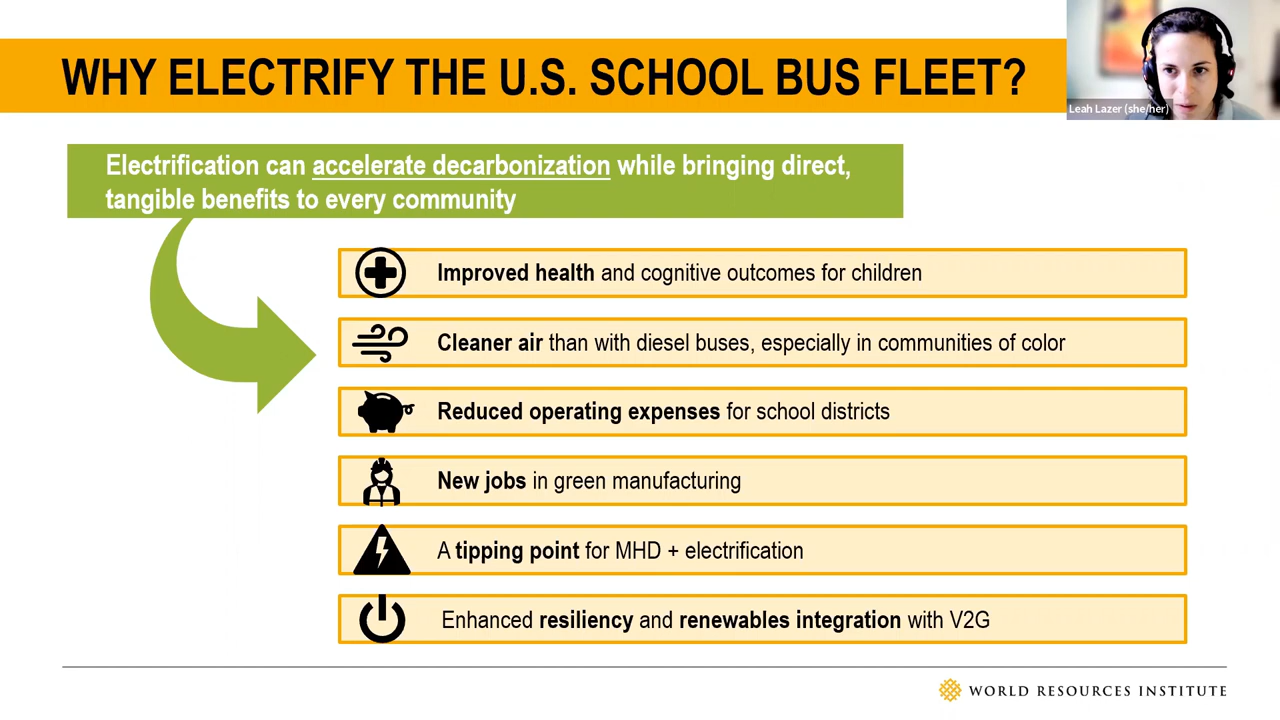 WHY ELECTRIFY THE U.S. SCHOOL BUS FLEET?
Leah Lazer (she/her)
Electrification can accelerate decarbonization while bringing direct,
tangible benefits to every community
Improved health and cognitive outcomes for children
Cleaner air than with diesel buses, especially in communities of color
Reduced operating expenses for school districts
New jobs in green manufacturing
A tipping point for MHD + electrification
Enhanced resiliency and renewables integration with V2G
WORLD RESOURCES INSTITUTE